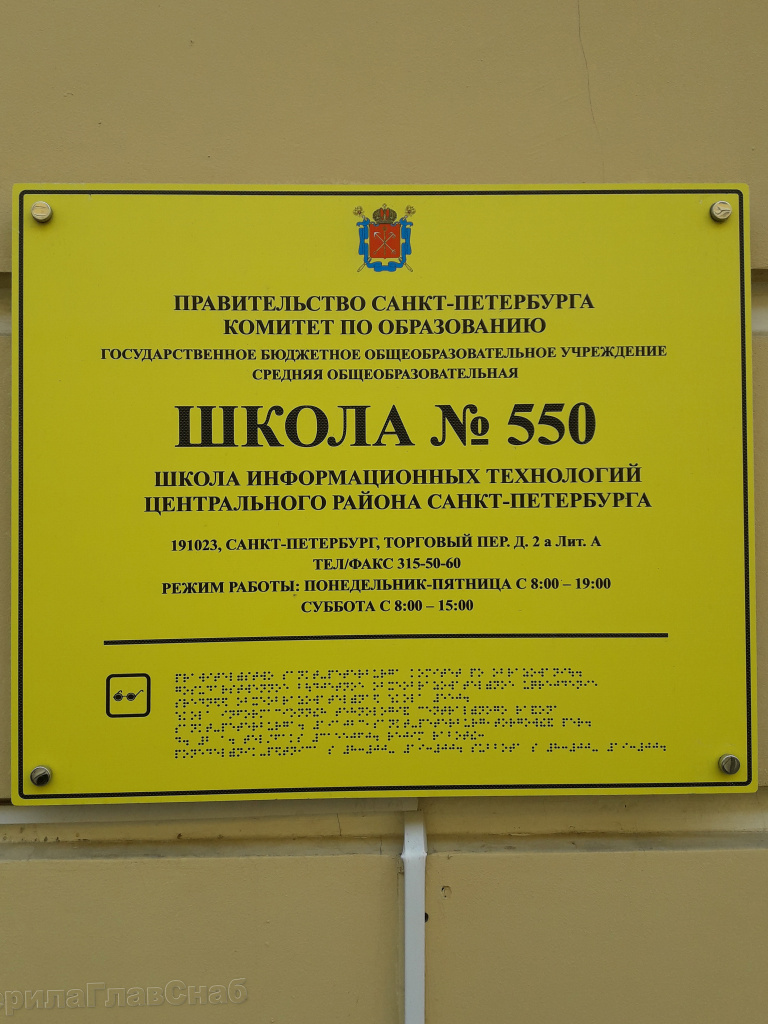 ПРАВИТЕЛЬСТВО САНКТ-ПЕТЕРБУРГА
КОМИТЕТ ПО ОБРАЗОВАНИЮ
ГОСУДАРСТВЕННОЕ БЮДЖЕТНОЕ ОБЩЕОБРАЗОВАТЕЛЬНОЕ УЧРЕЖДЕНИЕ
СРЕДНЯЯ ОБЩЕОБРАЗОВАТЕЛЬНАЯ
ШКОЛА № 550
ШКОЛА ИНФОРМАЦИОННЫХ ТЕХНОЛОГИЙ
ЦЕНТРАЛЬНОГО РАЙОНА САНКТ-ПЕТЕРБУРГА
191023, САНКТ-ПЕТЕРБУРГ, ТОРГОВЫЙ ПЕР. Д. 2 а Лит. А
ТЕЛ/ФАКС 315-50-60
РЕЖИМ РАБОТЫ: ПОНЕДЕЛЬНИК-ПЯТНИЦА С 8:00 – 19:00
СУББОТА С 8:00 – 15:00
рилаГлавСнаб